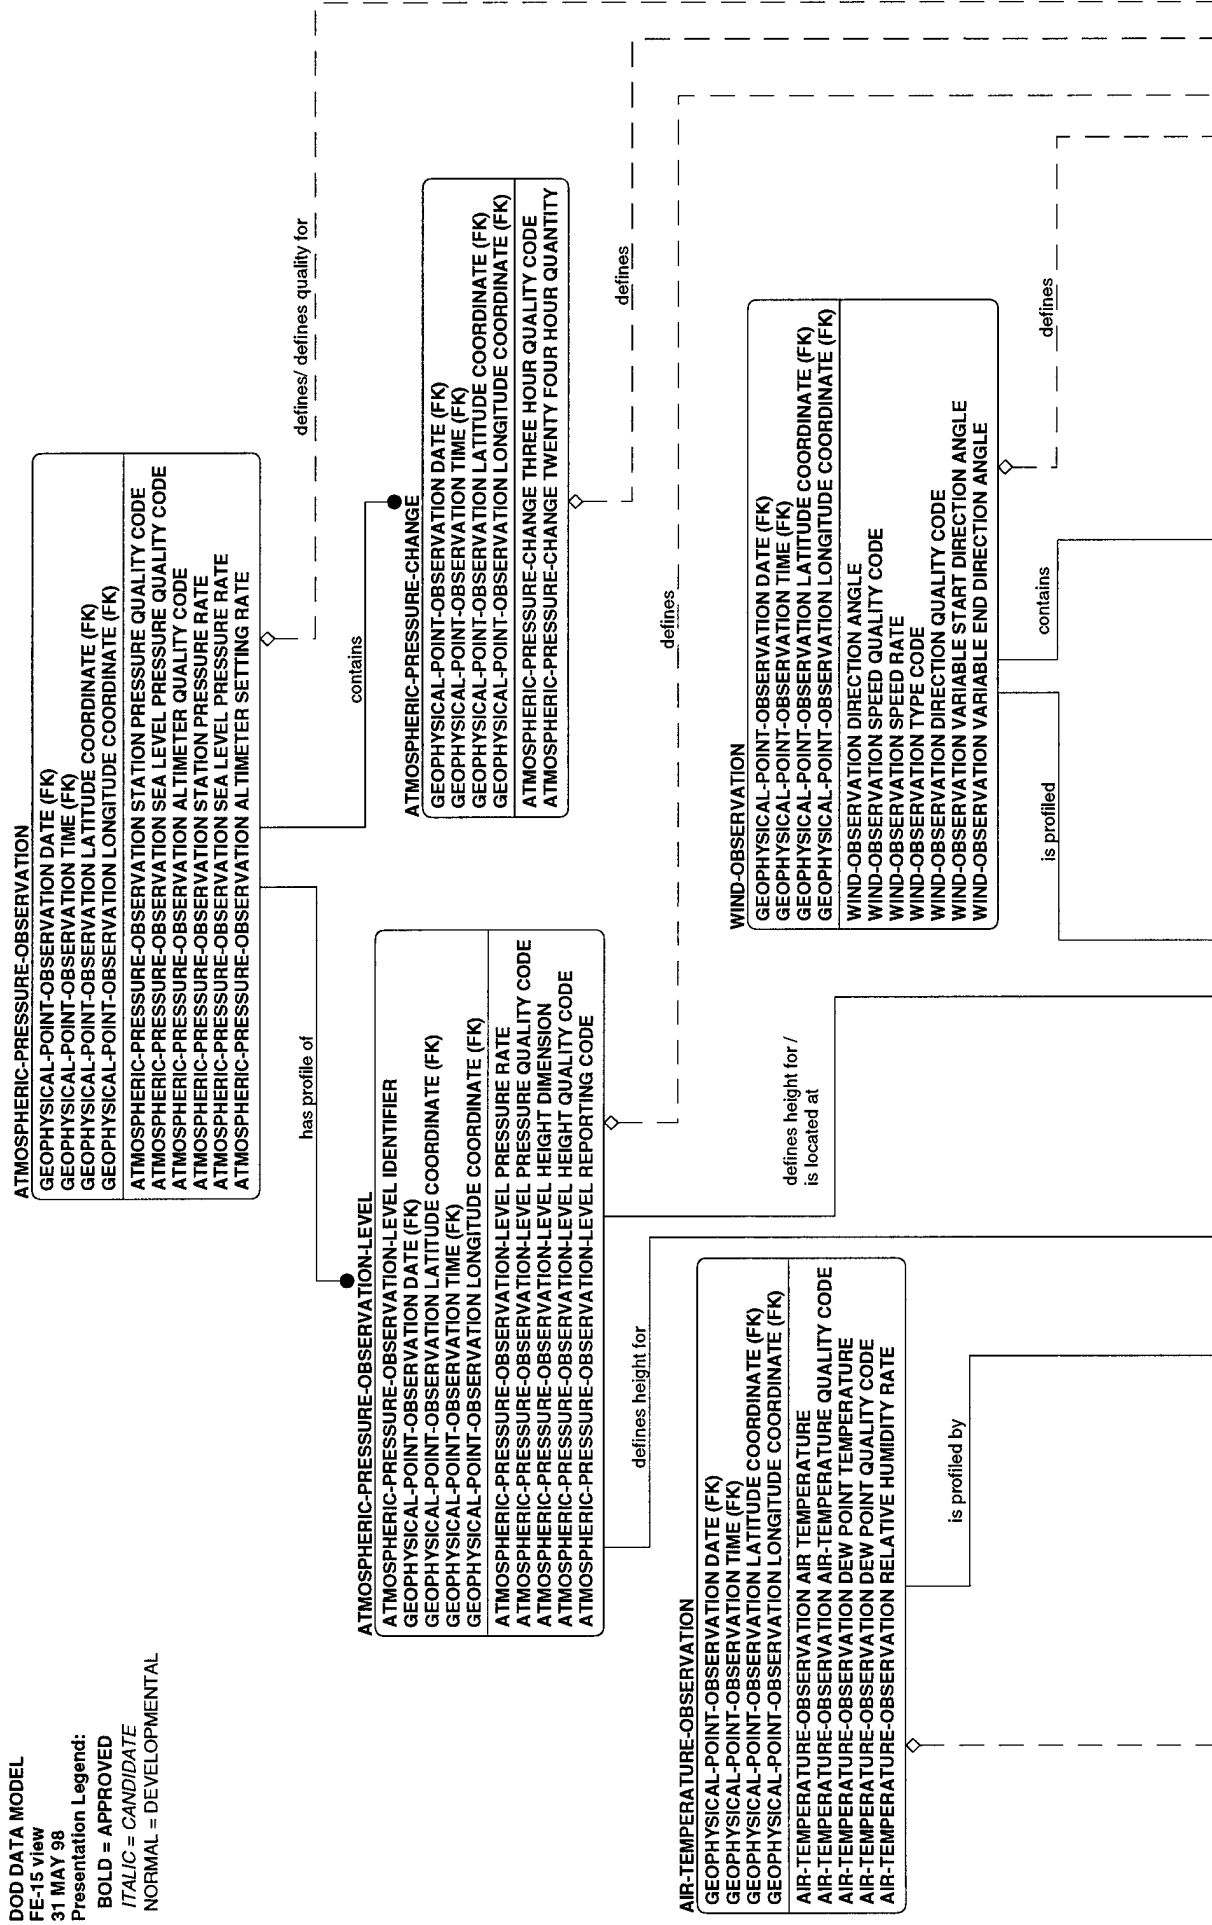 DOD DATA MODEL
FE-15 view
31 MAY 98
Presentation Legend:
BOLD = APPROVED
ITALIC = CANDIDATE
NORMAL = DEVELOPMENTAL
ATMOSPHERIC-PRESSURE-OBSERVATION
GEOPHYSICAL-POINT-OBSERVATION DATE (FK)
GEOPHYSICAL-POINT-OBSERVATION TIME (FK)
GEOPHYSICAL-POINT-OBSERVATION LATITUDE COORDINATE (FK)
GEOPHYSICAL-POINT-OBSERVATION LONGITUDE COORDINATE (FK)
ATMOSPHERIC-PRESSURE-OBSERVATION STATION PRESSURE QUALITY CODE
ATMOSPHERIC-PRESSURE-OBSERVATION SEA LEVEL PRESSURE QUALITY CODE
ATMOSPHERIC-PRESSURE-OBSERVATION ALTIMETER QUALITY CODE
ATMOSPHERIC-PRESSURE-OBSERVATION STATION PRESSURE RATE
ATMOSPHERIC-PRESSURE-OBSERVATION SEA LEVEL PRESSURE RATE
ATMOSPHERIC-PRESSURE-OBSERVATION ALTIMETER SETTING RATE
has profile of
contains
defines/ defines quality for
ATMOSPHERIC-PRESSURE-OBSERVATION-LEVEL
ATMOSPHERIC-PRESSURE-OBSERVATION-LEVEL IDENTIFIER
GEOPHYSICAL-POINT-OBSERVATION DATE (FK)
GEOPHYSICAL-POINT-OBSERVATION LATITUDE COORDINATE (FK)
GEOPHYSICAL-POINT-OBSERVATION TIME (FK)
GEOPHYSICAL-POINT-OBSERVATION LONGITUDE COORDINATE (FK)
ATMOSPHERIC-PRESSURE-OBSERVATION-LEVEL PRESSURE RATE
ATMOSPHERIC-PRESSURE-OBSERVATION-LEVEL PRESSURE QUALITY CODE
ATMOSPHERIC-PRESSURE-OBSERVATION-LEVEL HEIGHT DIMENSION
ATMOSPHERIC-PRESSURE-OBSERVATION-LEVEL HEIGHT QUALITY CODE
ATMOSPHERIC-PRESSURE-OBSERVATION-LEVEL REPORTING CODE
ATMOSPHERIC-PRESSURE-CHANGE
GEOPHYSICAL-POINT-OBSERVATION DATE (FK)
GEOPHYSICAL-POINT-OBSERVATION TIME (FK)
GEOPHYSICAL-POINT-OBSERVATION LATITUDE COORDINATE (FK)
GEOPHYSICAL-POINT-OBSERVATION LONGITUDE COORDINATE (FK)
ATMOSPHERIC-PRESSURE-CHANGE THREE HOUR QUALITY CODE
ATMOSPHERIC-PRESSURE-CHANGE TWENTY FOUR HOUR QUANTITY
defines height for
defines
defines
AIR-TEMPERATURE-OBSERVATION
GEOPHYSICAL-POINT-OBSERVATION DATE (FK)
GEOPHYSICAL-POINT-OBSERVATION TIME (FK)
GEOPHYSICAL-POINT-OBSERVATION LATITUDE COORDINATE (FK)
GEOPHYSICAL-POINT-OBSERVATION LONGITUDE COORDINATE (FK)
AIR-TEMPERATURE-OBSERVATION AIR TEMPERATURE
AIR-TEMPERATURE-OBSERVATION AIR-TEMPERATURE QUALITY CODE
AIR-TEMPERATURE-OBSERVATION DEW POINT TEMPERATURE
AIR-TEMPERATURE-OBSERVATION DEW POINT QUALITY CODE
AIR-TEMPERATURE-OBSERVATION RELATIVE HUMIDITY RATE
is profiled by
defines height for /
is located at
WIND-OBSERVATION
GEOPHYSICAL-POINT-OBSERVATION DATE (FK)
GEOPHYSICAL-POINT-OBSERVATION TIME (FK)
GEOPHYSICAL-POINT-OBSERVATION LATITUDE COORDINATE (FK)
GEOPHYSICAL-POINT-OBSERVATION LONGITUDE COORDINATE (FK)
WIND-OBSERVATION DIRECTION ANGLE
WIND-OBSERVATION SPEED QUALITY CODE
WIND-OBSERVATION SPEED RATE
WIND-OBSERVATION TYPE CODE
WIND-OBSERVATION DIRECTION QUALITY CODE
WIND-OBSERVATION VARIABLE START DIRECTION ANGLE
WIND-OBSERVATION VARIABLE END DIRECTION ANGLE
is profiled
contains
defines